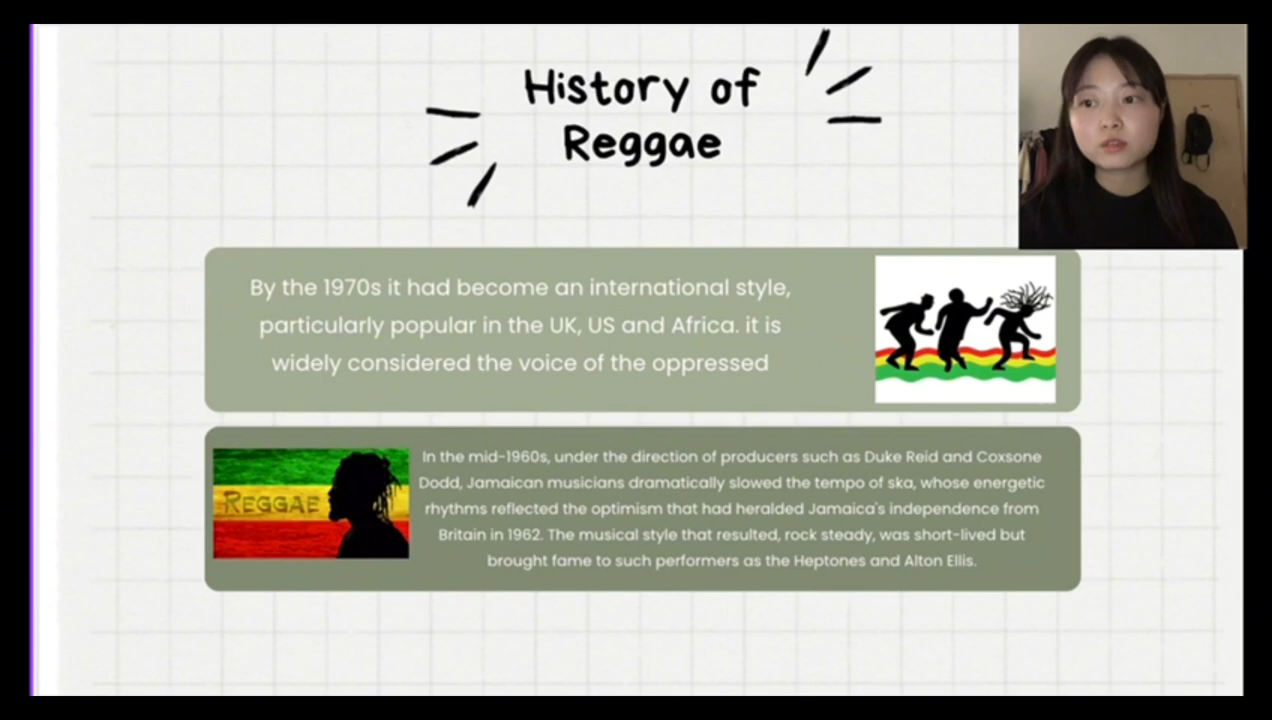 History of
Reggae
By the 1970s it had become an international style,
particularly popular in the UK, US and Africa. it is
widely considered the voice of the oppressed
REGGAE
In the mid-1960s, under the direction of producers such as Duke Reid and Coxsone
Dodd, Jamaican musicians dramatically slowed the tempo of ska, whose energetic
rhythms reflected the optimism that had heralded Jamaica's independence from
Britain in 1962. The musical style that resulted, rock steady, was short-lived but
brought fame to such performers as the Heptones and Alton Ellis.